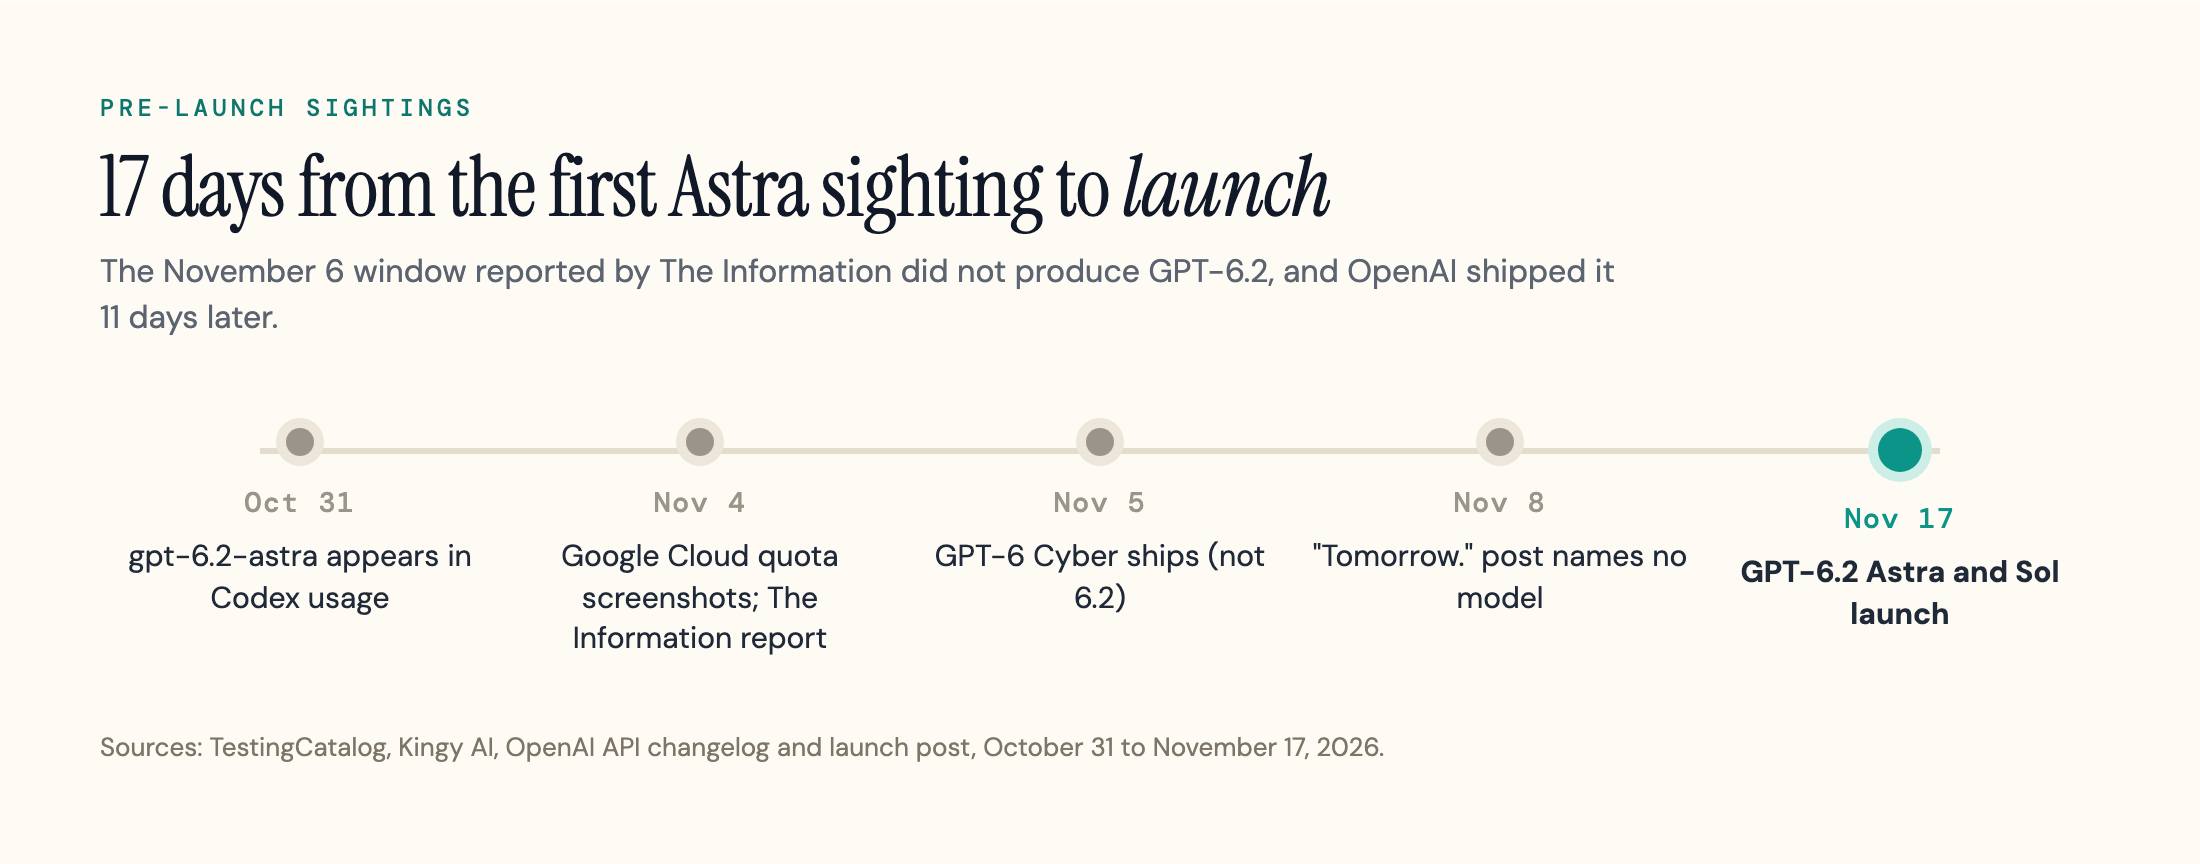 PRE-LAUNCH SIGHTINGS
17 days from the first Astra sighting to launch
The November 6 window reported by The Information did not produce GPT-6.2, and OpenAI shipped it
11 days later.
Oct 31
gpt-6.2-astra appears in
Codex usage
Nov 4
Google Cloud quota
screenshots; The
Information report
Nov 5
GPT-6 Cyber ships (not
6.2)
Nov 8
"Tomorrow." post names no
model
Nov 17
GPT-6.2 Astra and Sol
launch
Sources: TestingCatalog, Kingy AI, OpenAI API changelog and launch post, October 31 to November 17, 2026.